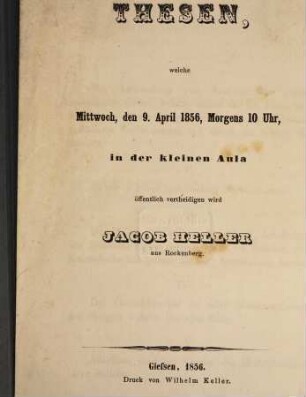 THESEN,
welche
Mittwoch, den 9. April 1856, Morgens 10 Uhr,
in der kleinen Aula
öffentlich vertheidigen wird
JACOB HELLER
aus Rockenberg.
Giefsen, 1856.
Druck von Wilhelm Keller.